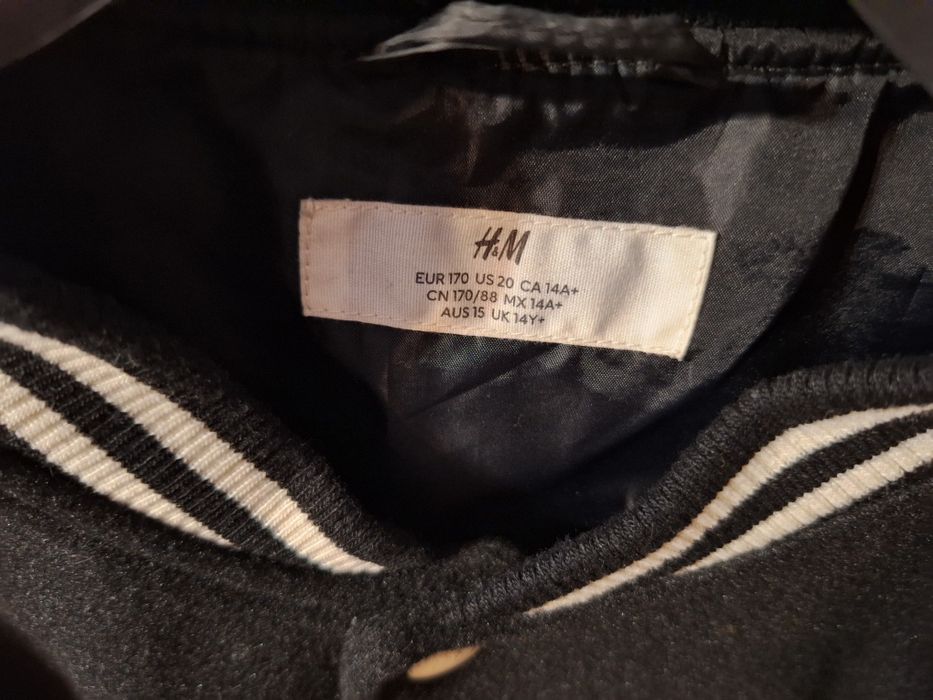 H&M
EUR 170 US 20 CA 14A+
CN 170/88 MX 14A+
AUS 15 UK 14Y+